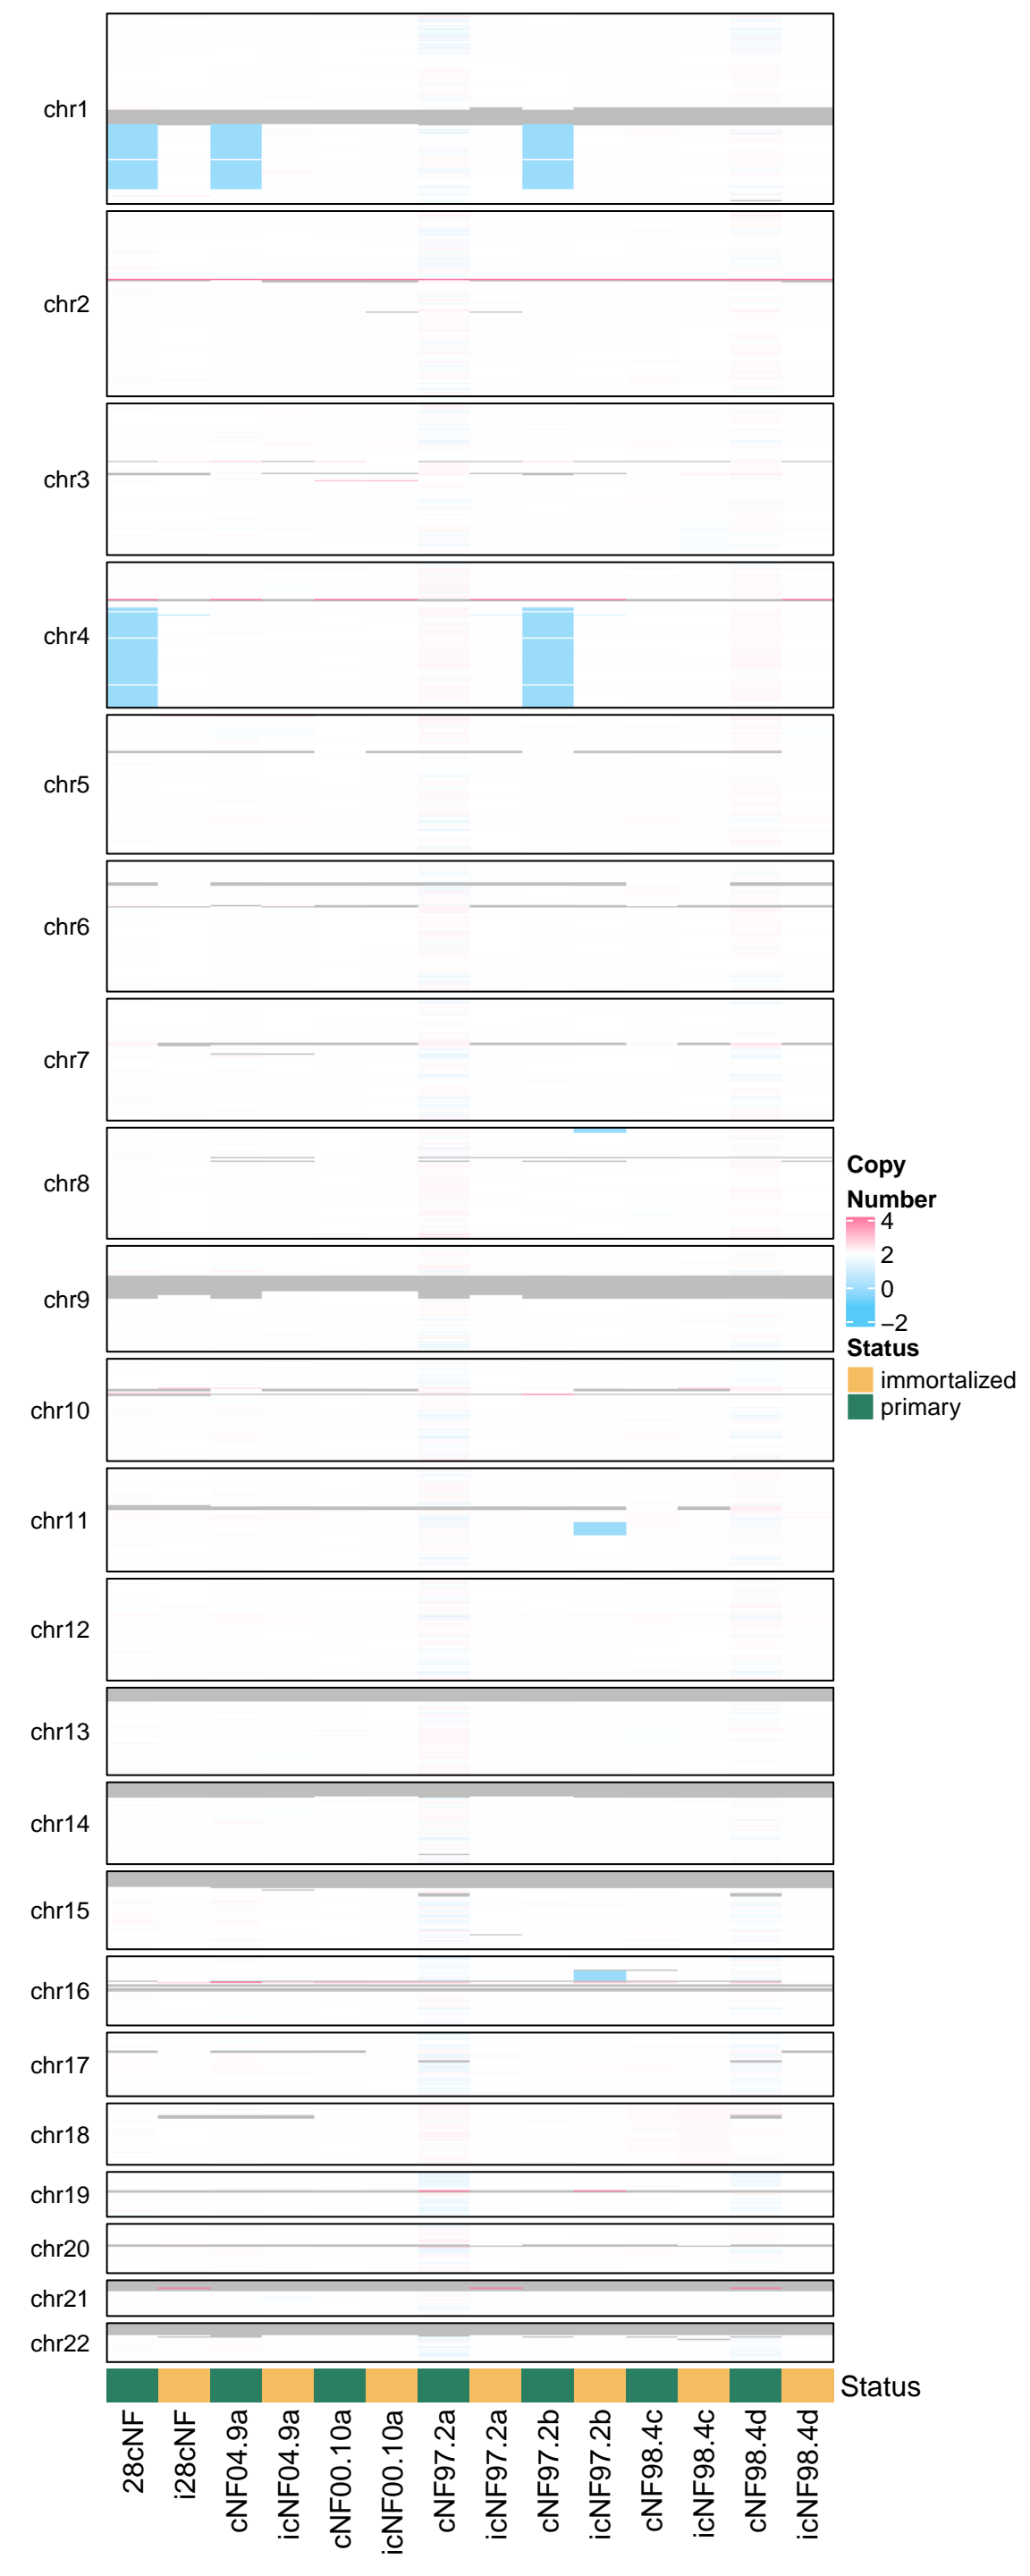 chr1
chr2
chr3
chr4
chr5
chr6
chr7
chr8
chr9
chr10
chr11
chr12
chr13
chr14
chr15
chr16
chr17
chr18
chr19
chr20
chr21
chr22
Copy
Number
4
2
0
−2
Status
immortalized
primary
Status
28cNF
i28cNF
cNF04.9a
icNF04.9a
cNF00.10a
icNF00.10a
cNF97.2a
icNF97.2a
cNF97.2b
icNF97.2b
cNF98.4c
icNF98.4c
cNF98.4d
icNF98.4d